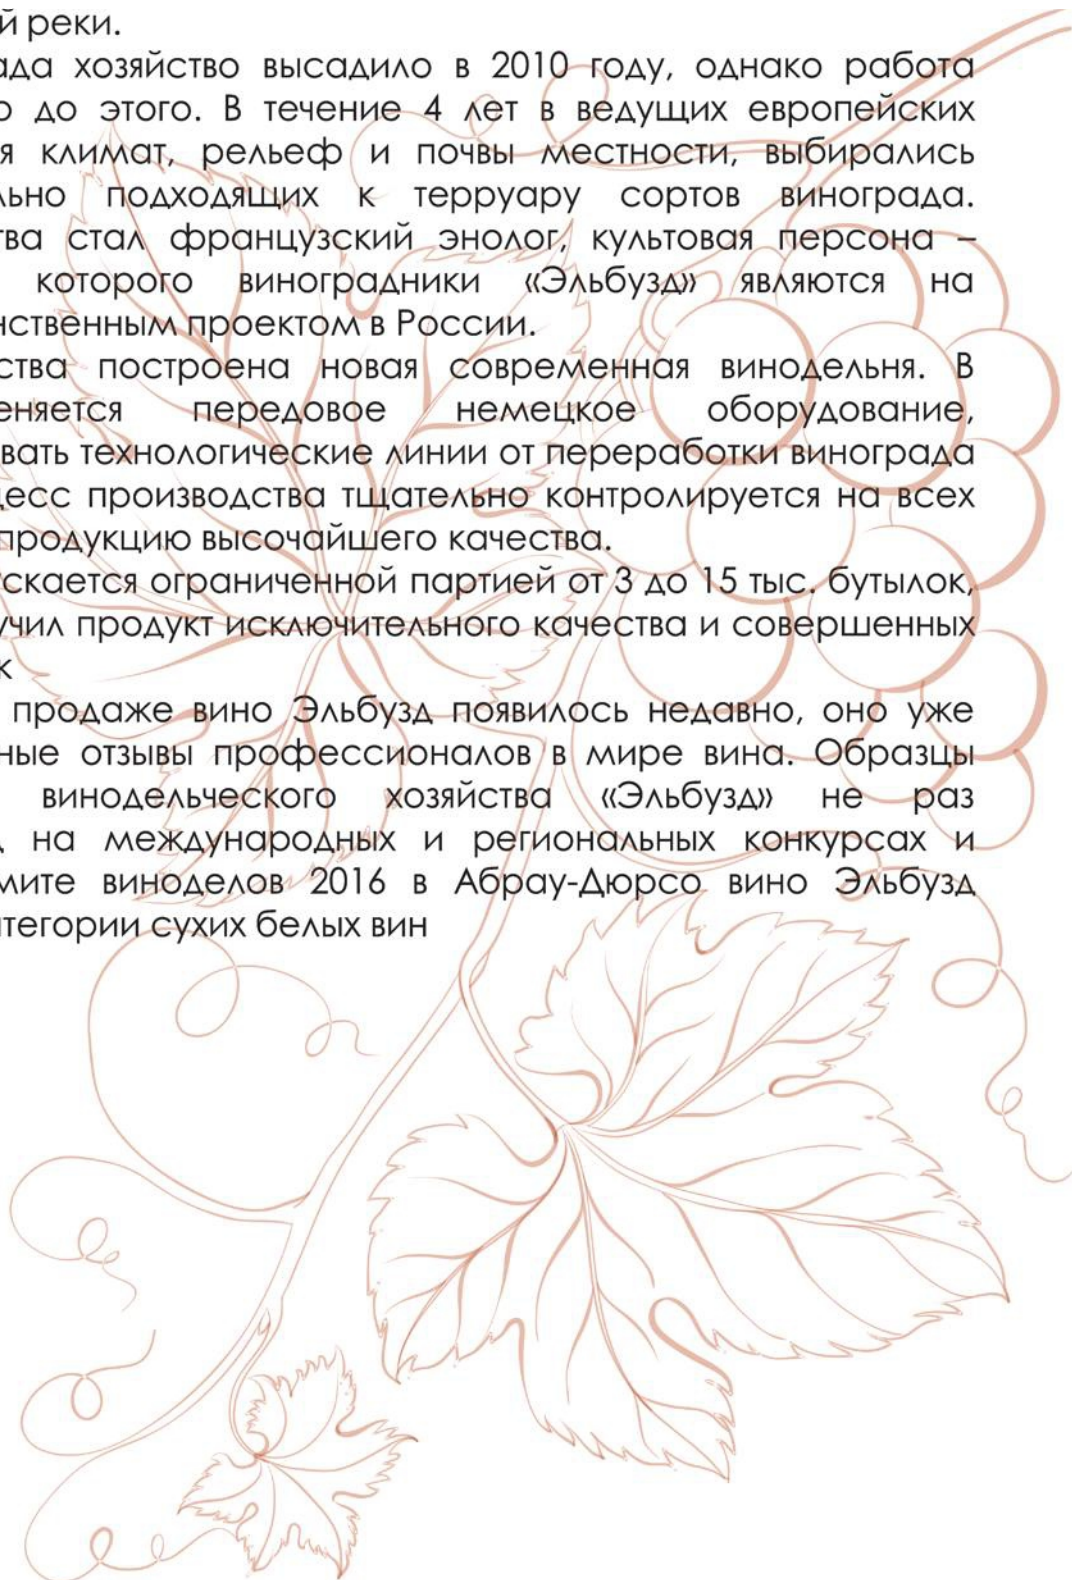 й реки.
ада хозяйство высадило в 2010 году, однако работа
о до этого. В течение 4 лет в ведущих европейских
я климат, рельеф и почвы местности, выбирались
льно подходящих к терруару сортов винограда.
тва стал французский энолог, культовая персона –
которого виноградники «Эльбузд» являются на
нственным проектом в России.
ства построена новая современная винодельня. В
еняется передовое немецкое оборудование,
вать технологические линии от переработки винограда
цесс производства тщательно контролируется на всех
продукцию высочайшего качества.
ускается ограниченной партией от 3 до 15 тыс. бутылок,
учил продукт исключительного качества и совершенных
к
продаже вино Эльбузд появилось недавно, оно уже
ные отзывы профессионалов в мире вина. Образцы
винодельческого хозяйства «Эльбузд» не раз
д на международных и региональных конкурсах и
мите виноделов 2016 в Абрау-Дюрсо вино Эльбузд
тегории сухих белых вин